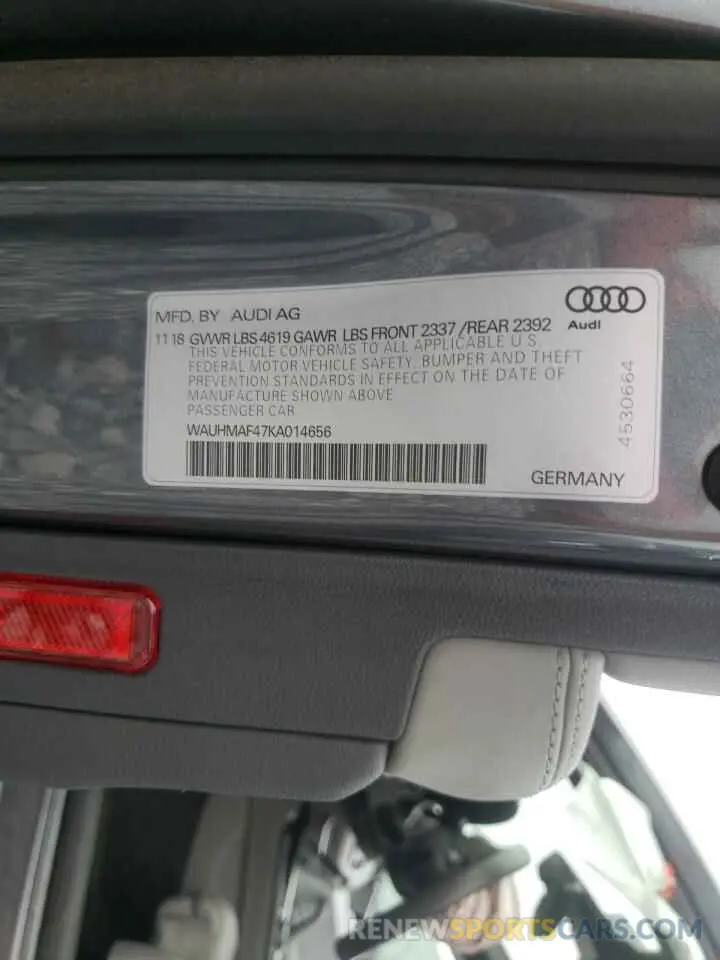 MFD. BY AUDI AG
Audi
11 18 GVWR LBS 4619 GAWR LBS FRONT 2337 /REAR 2392
THIS VEHICLE CONFORMS TO ALL APPLICABLE U S
FEDERAL MOTOR VEHICLE SAFETY, BUMPER AND THEFT
PREVENTION STANDARDS IN EFFECT ON THE DATE OF
MANUFACTURE SHOWN ABOVE
PASSENGER CAR
WAUHMAF47KA014656
GERMANY
4530664
RENEWSPORTSCARS.COM